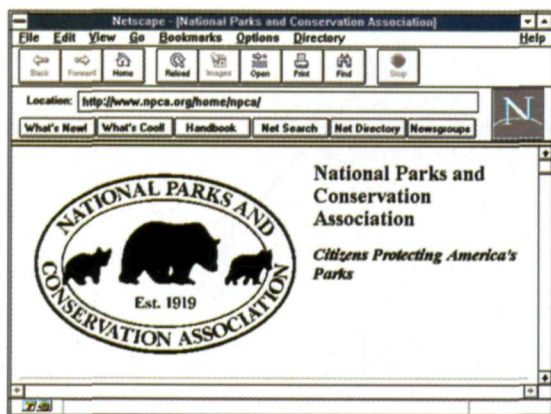 Netscape - [National Parks and Conservation Association]
File Edit View Go Bookmarks Options Directory Help
Back Forward Home Reload Images Open Print Find Stop
Location: http://www.npca.org/home/npca/
What's New! What's Cool! Handbook Net Search Net Directory Newsgroups
N
NATIONAL PARKS AND
CONSERVATION ASSOCIATION
Est. 1919
National Parks and
Conservation
Association
Citizens Protecting America's
Parks